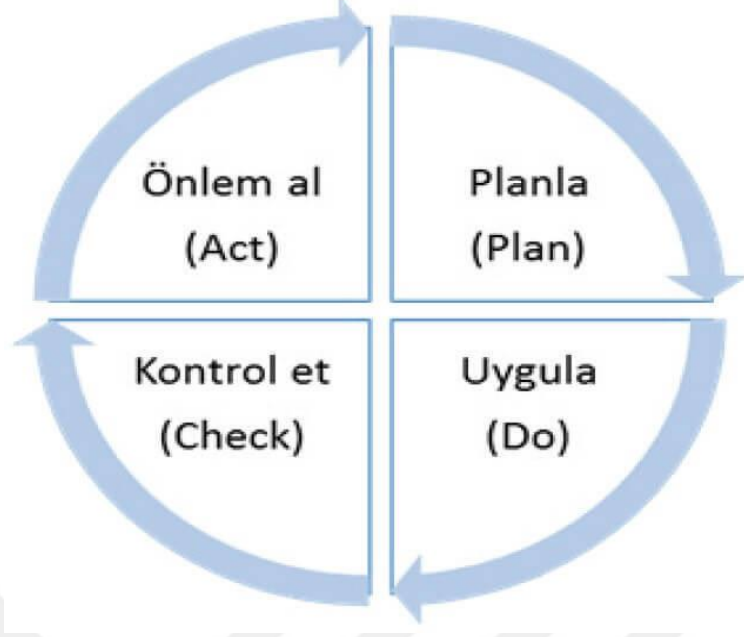 Önlem al
(Act)
Planla
(Plan)
Kontrol et
(Check)
Uygula
(Do)